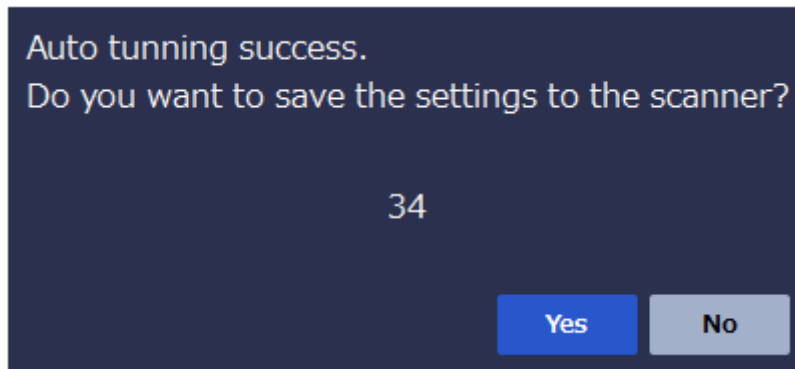 Auto tunning success.
Do you want to save the settings to the scanner?
34
Yes No